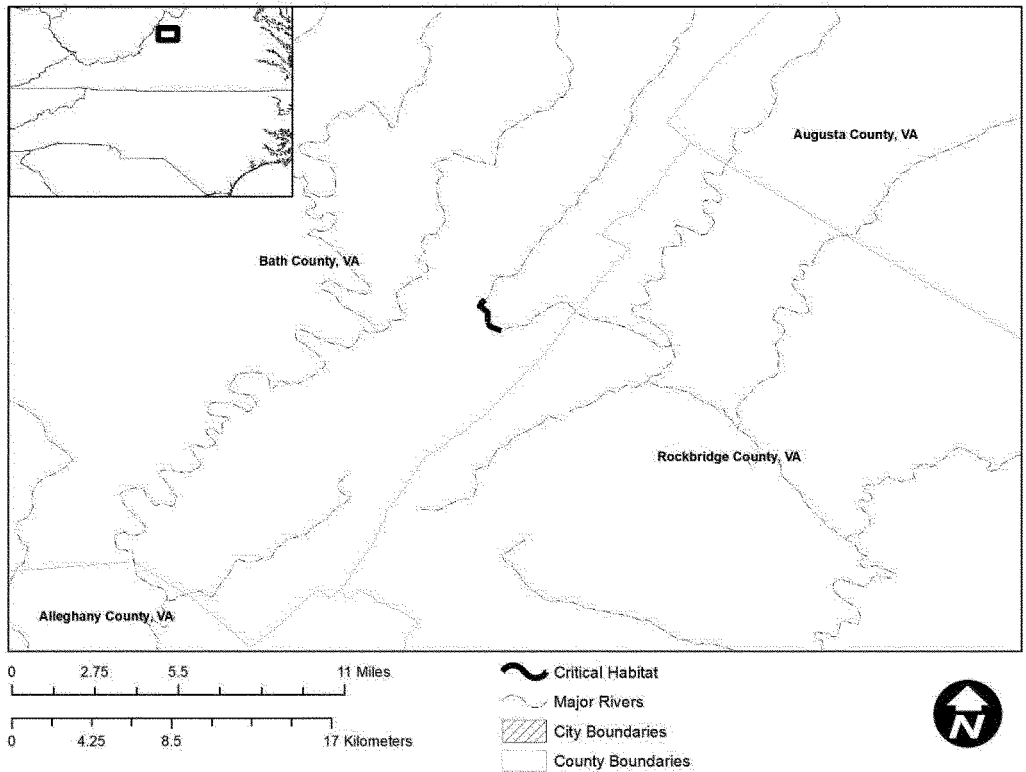 Augusta County, VA
Bath County, VA
Rockbridge County, VA
Alleghany County, VA
0 2.75 5.5 11 Miles
0 4.25 8.5 17 Kilometers
Critical Habitat
Major Rivers
City Boundaries
County Boundaries
N